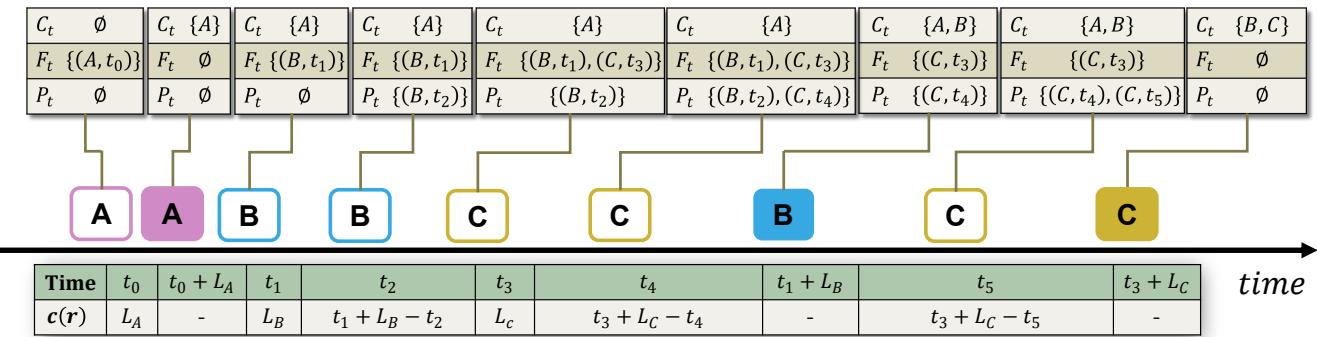 C_t ∅ C_t {A} C_t {A} C_t {A} C_t {A} C_t {A} C_t {A, B} C_t {A, B} C_t {B, C}
F_t {(A, t_0)} F_t ∅ F_t {(B, t_1)} F_t {(B, t_1)} F_t {(B, t_1), (C, t_3)} F_t {(B, t_1), (C, t_3)} F_t {(C, t_3)} F_t {(C, t_3)} F_t ∅
P_t ∅ P_t ∅ P_t ∅ P_t {(B, t_2)} P_t {(B, t_2)} P_t {(B, t_2), (C, t_4)} P_t {(C, t_4)} P_t {(C, t_4), (C, t_5)} P_t ∅
A A B B C C B C C
Time t_0 t_0 + L_A t_1 t_2 t_3 t_4 t_1 + L_B t_5 t_3 + L_C time
c(r) L_A - L_B t_1 + L_B − t_2 L_c t_3 + L_C − t_4 - t_3 + L_C − t_5 -